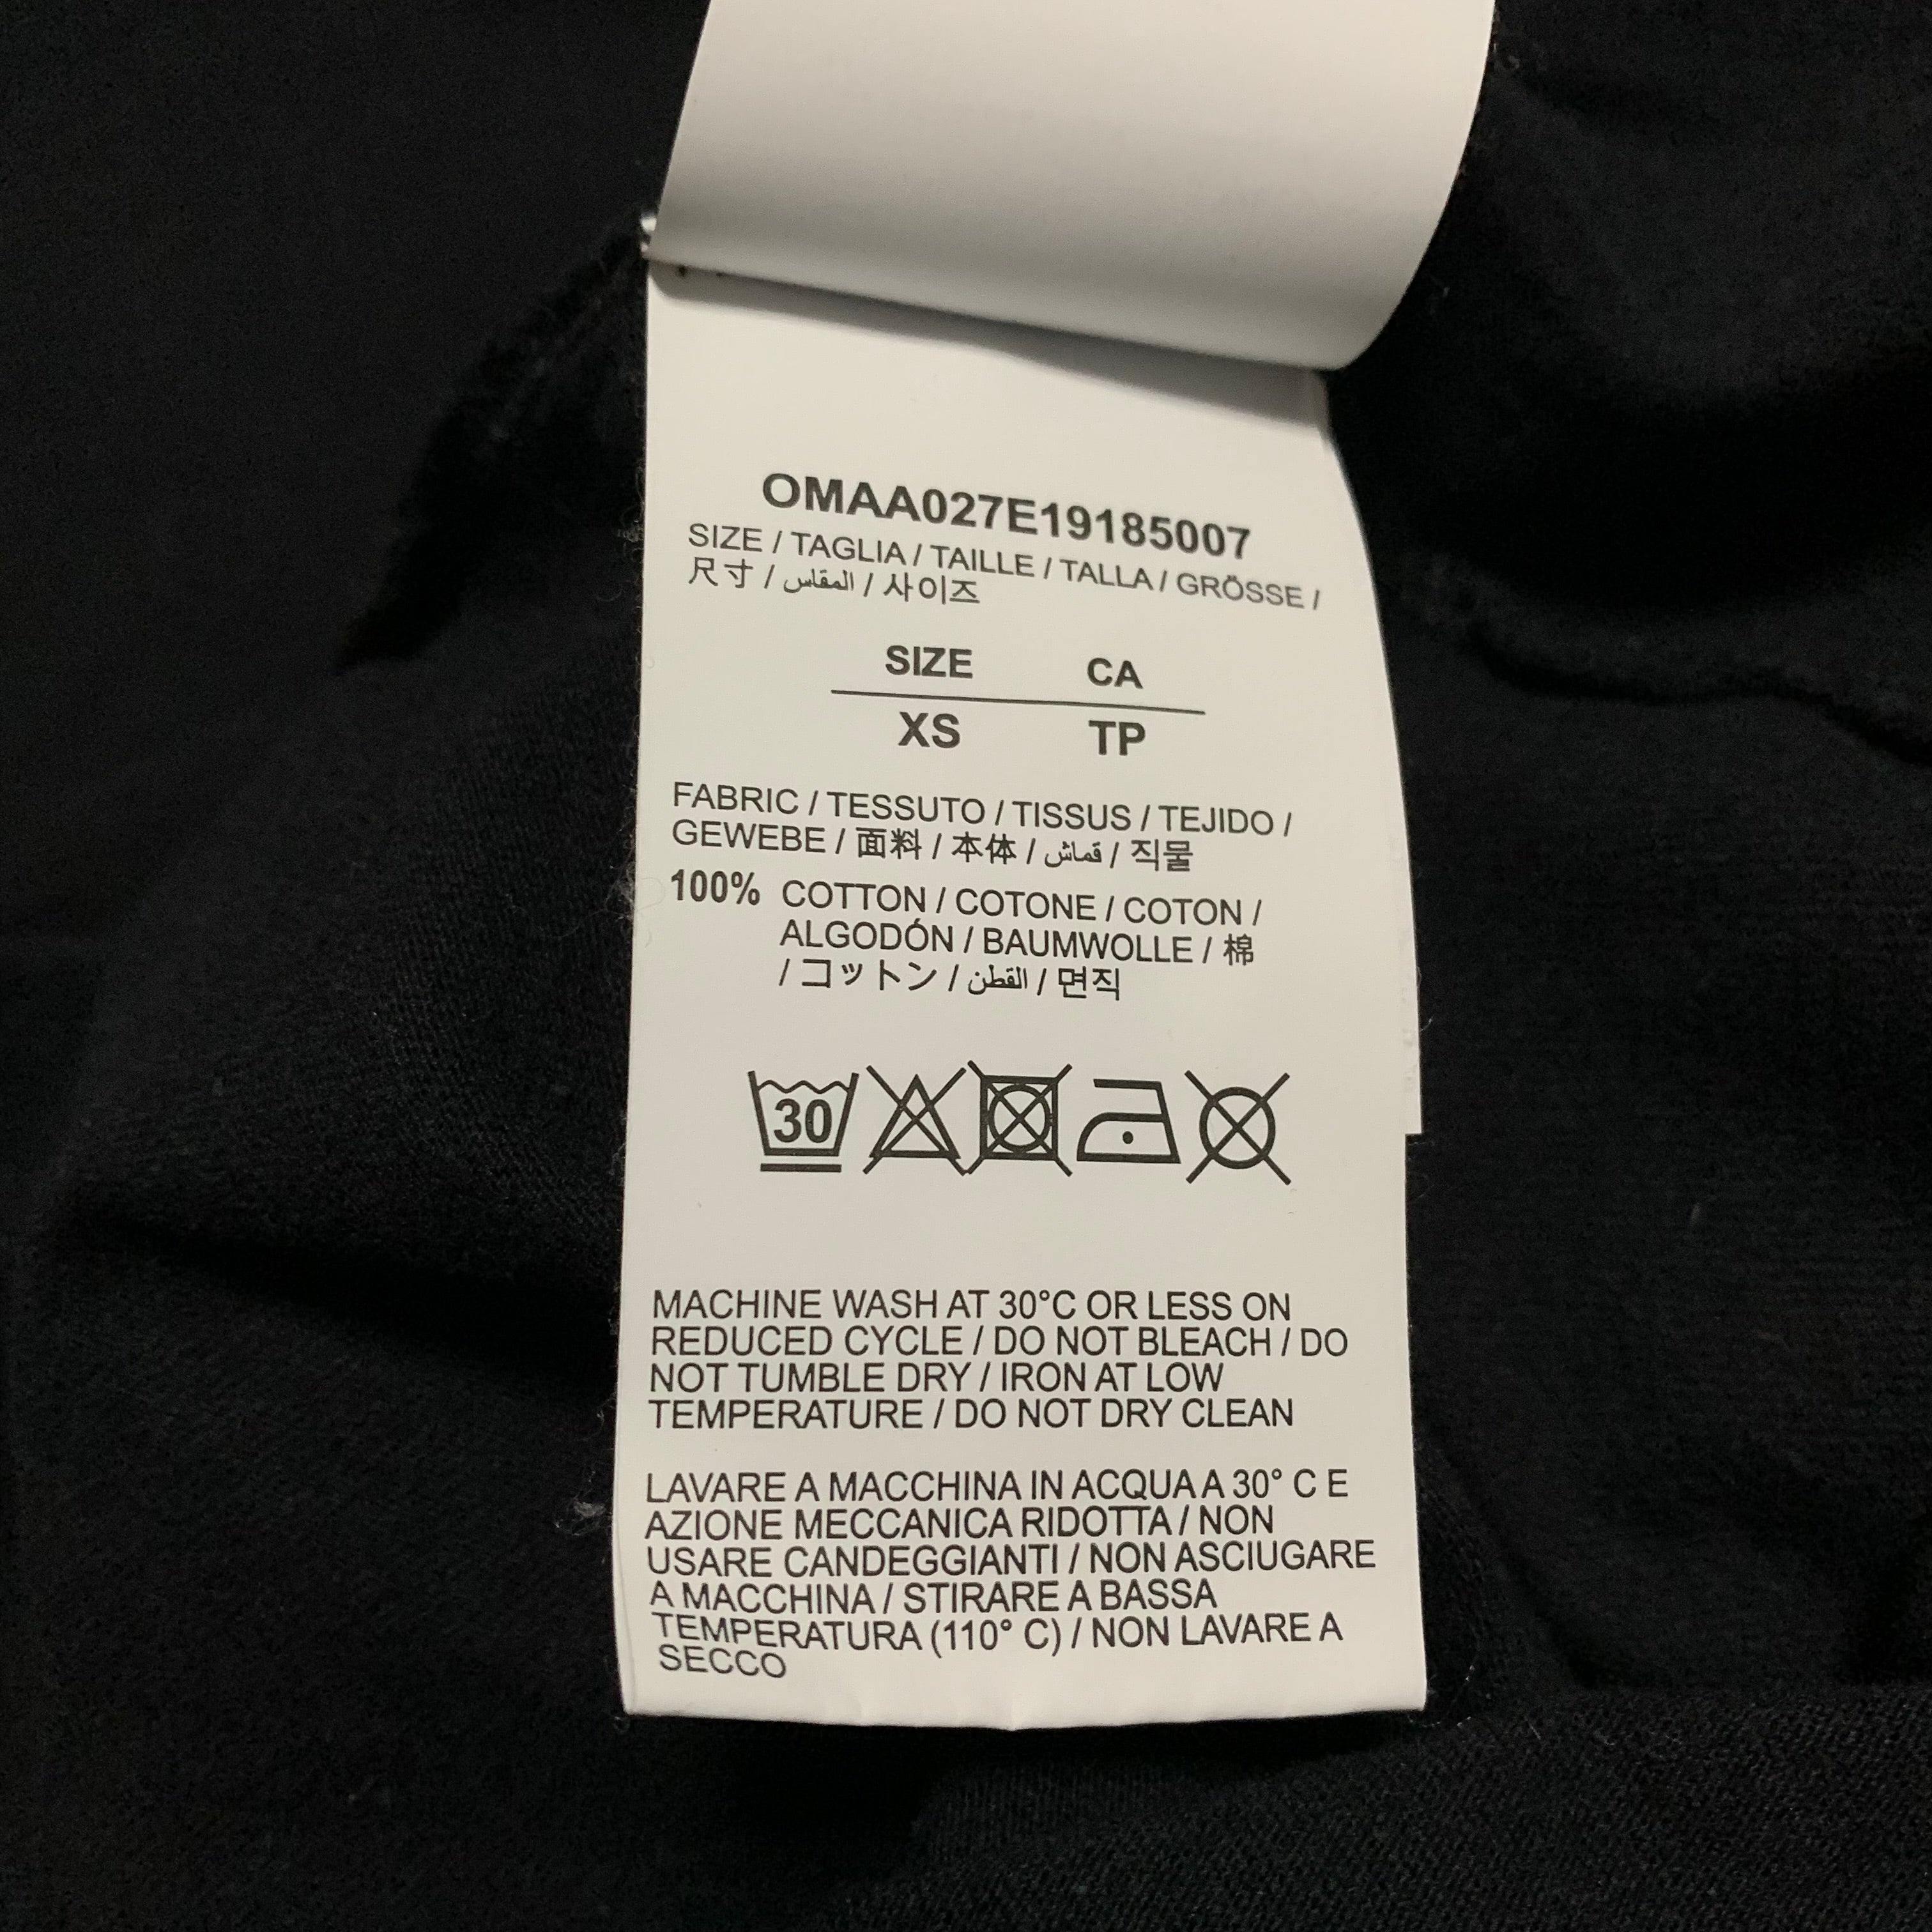 OMAA027E19185007
SIZE / TAGLIA / TAILLE / TALLA / GRÖSSE /
尺寸 / المقاس / 사이즈
SIZE CA
XS TP
FABRIC / TESSUTO / TISSUS / TEJIDO /
GEWEBE / 面料 / 本体 / قماش / 직물
100% COTTON / COTONE / COTON /
ALGODÓN / BAUMWOLLE / 棉
/ コットン / القطن / 면직
30
MACHINE WASH AT 30°C OR LESS ON
REDUCED CYCLE / DO NOT BLEACH / DO
NOT TUMBLE DRY / IRON AT LOW
TEMPERATURE / DO NOT DRY CLEAN
LAVARE A MACCHINA IN ACQUA A 30° C E
AZIONE MECCANICA RIDOTTA / NON
USARE CANDEGGIANTI / NON ASCIUGARE
A MACCHINA / STIRARE A BASSA
TEMPERATURA (110° C) / NON LAVARE A
SECCO